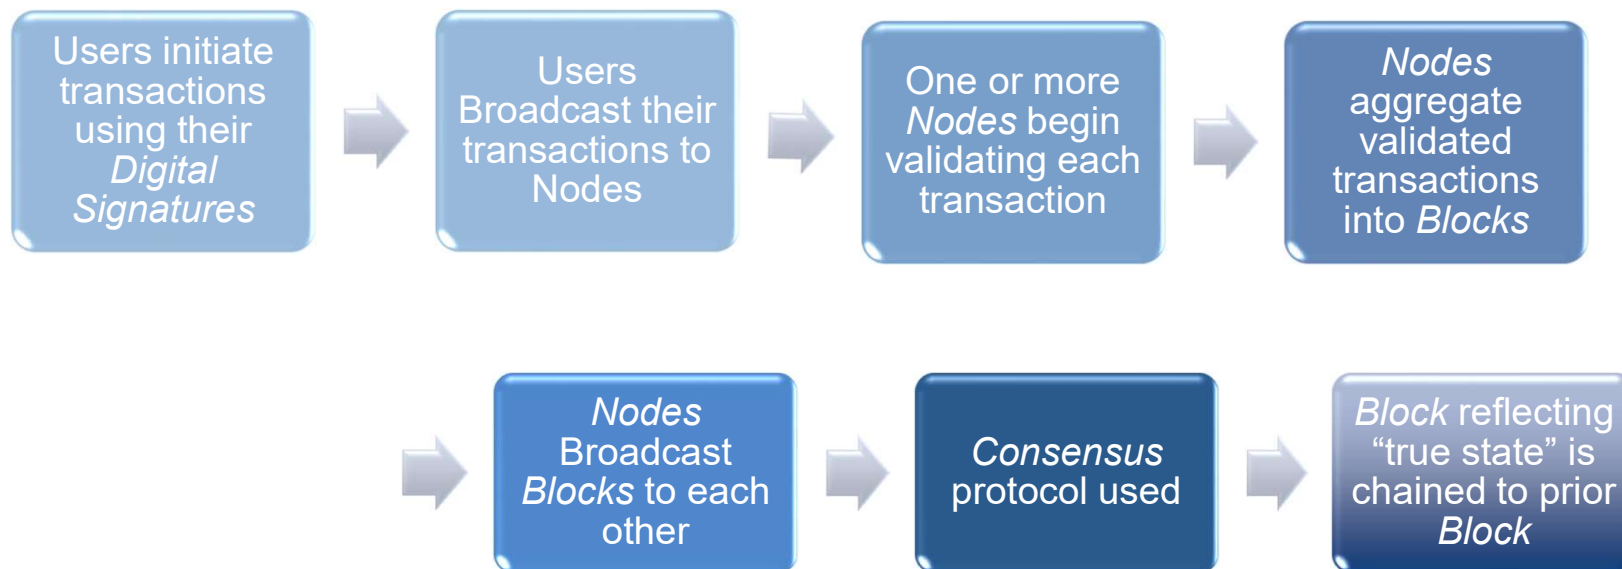 Users initiate
transactions
using their
Digital
Signatures
Users
Broadcast their
transactions to
Nodes
One or more
Nodes begin
validating each
transaction
Nodes
aggregate
validated
transactions
into Blocks
Nodes
Broadcast
Blocks to each
other
Consensus
protocol used
Block reflecting
“true state” is
chained to prior
Block